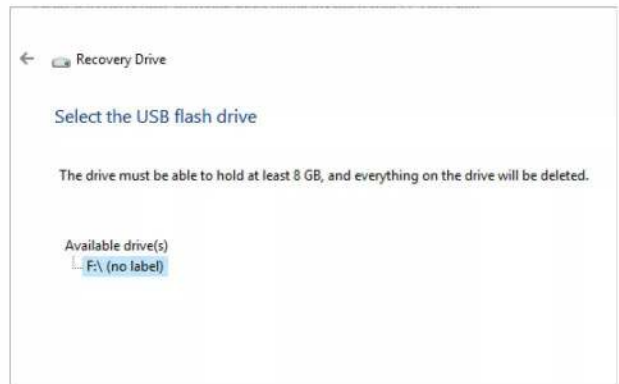 Recovery Drive
Select the USB flash drive
The drive must be able to hold at least 8 GB, and everything on the drive will be deleted.
Available drive(s)
F:\ (no label)